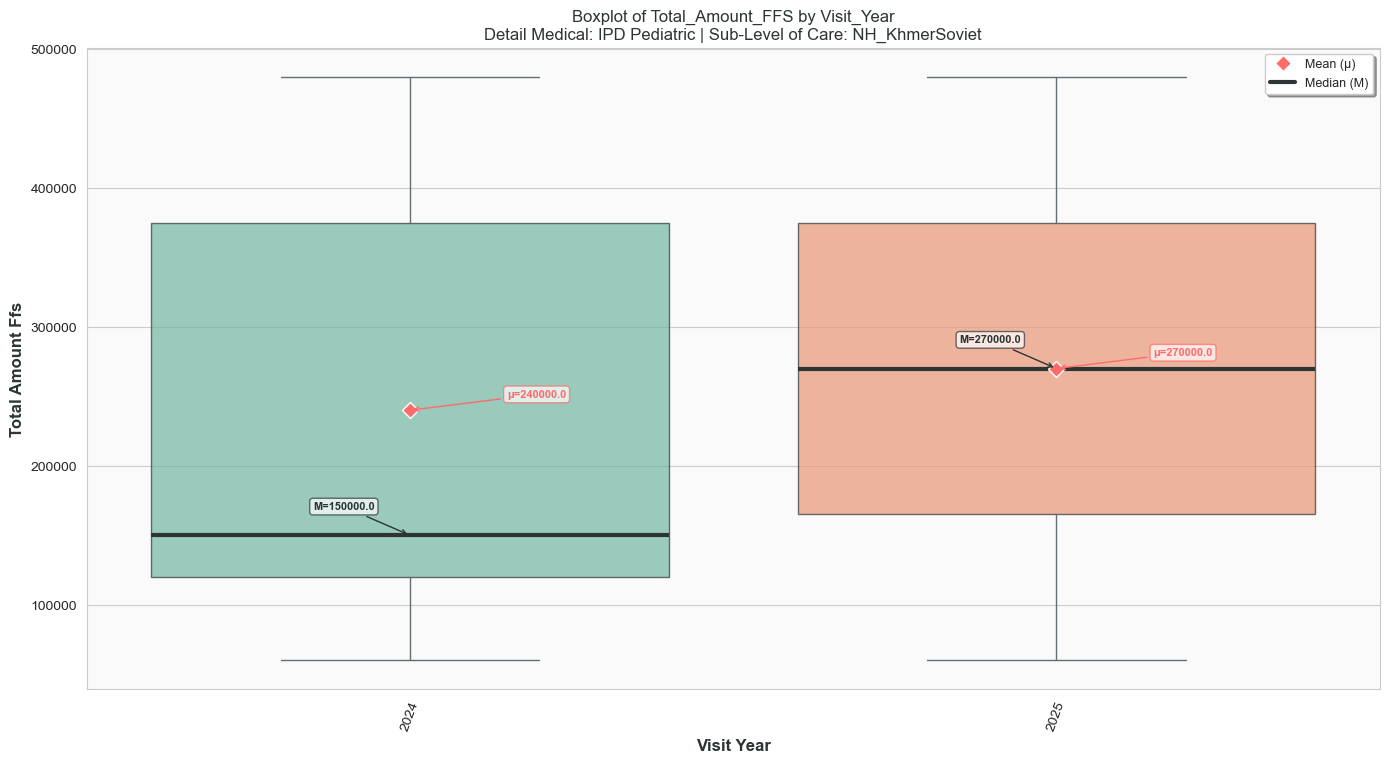 Boxplot of Total_Amount_FFS by Visit_Year
Detail Medical: IPD Pediatric | Sub-Level of Care: NH_KhmerSoviet
Mean (μ)
Median (M)
Total Amount Ffs
500000
400000
300000
200000
100000
M=150000.0
μ=240000.0
M=270000.0
μ=270000.0
2024
2025
Visit Year